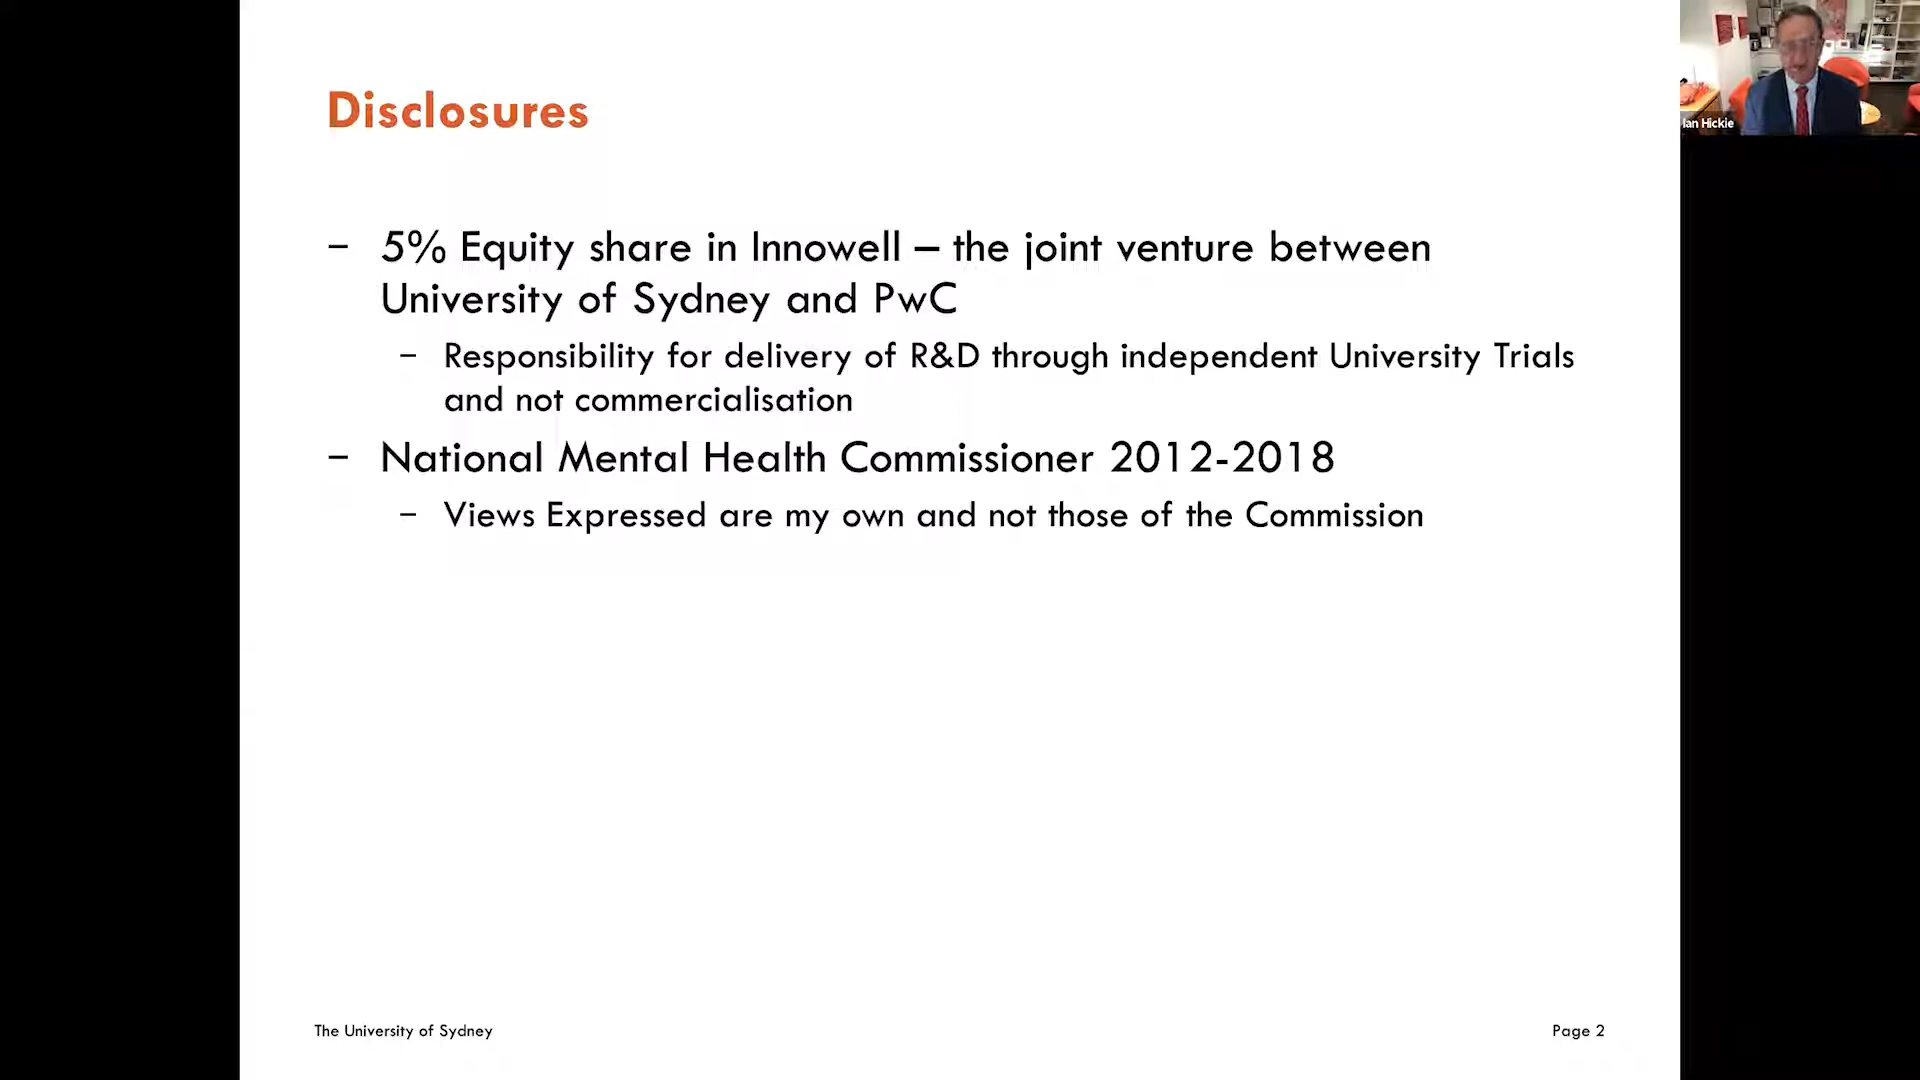 Disclosures
– 5% Equity share in Innowell – the joint venture between
University of Sydney and PwC
– Responsibility for delivery of R&D through independent University Trials
and not commercialisation
– National Mental Health Commissioner 2012-2018
– Views Expressed are my own and not those of the Commission
The University of Sydney
Page 2
Ian Hickie